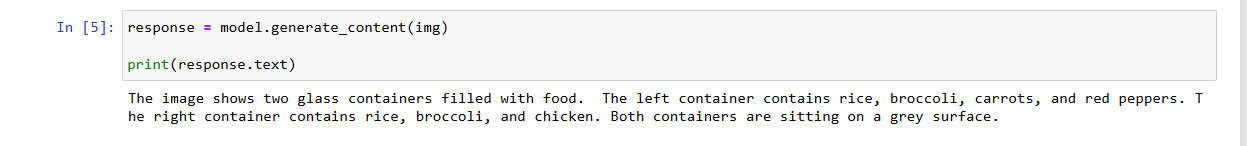 In [5]: response = model.generate_content(img)
print(response.text)
The image shows two glass containers filled with food.  The left container contains rice, broccoli, carrots, and red peppers. T
he right container contains rice, broccoli, and chicken. Both containers are sitting on a grey surface.